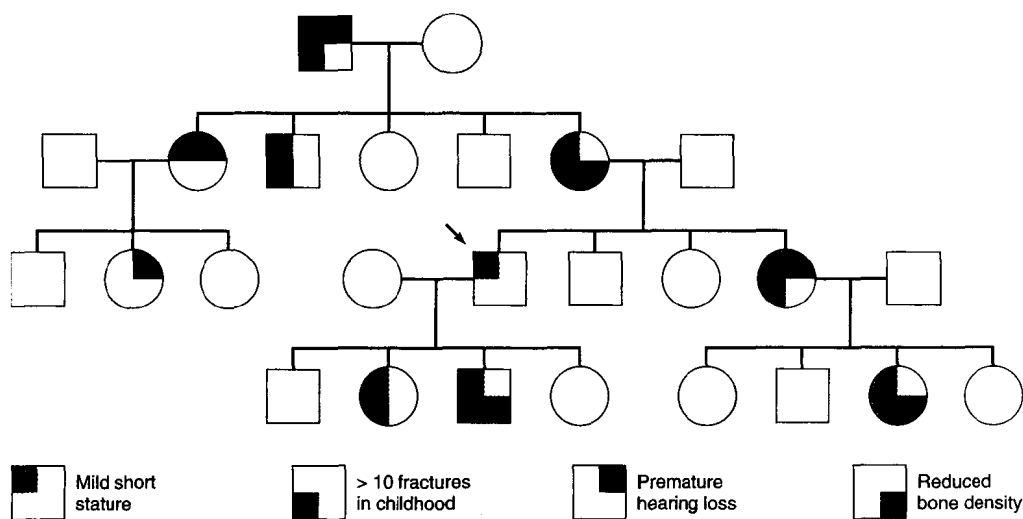 Mild short
stature
> 10 fractures
in childhood
Premature
hearing loss
Reduced
bone density